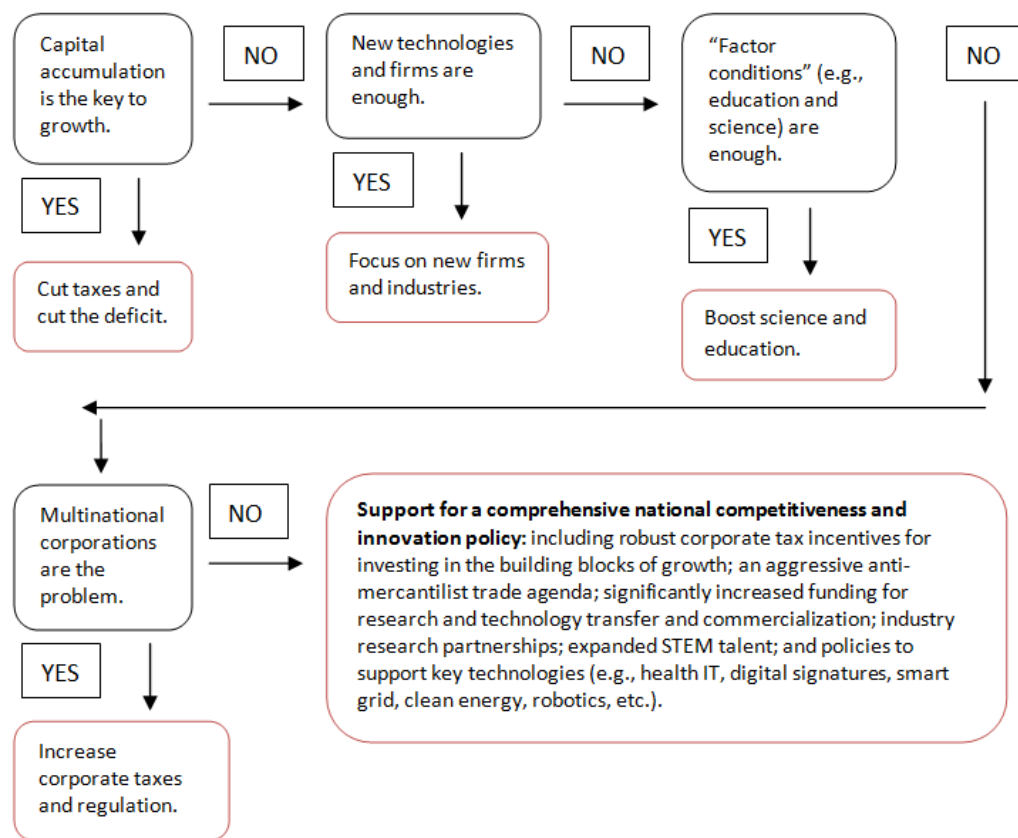 Capital
accumulation
is the key to
growth.
NO
New technologies
and firms are
enough.
NO
“Factor
conditions” (e.g.,
education and
science) are
enough.
NO
YES
Cut taxes and
cut the deficit.
YES
Focus on new firms
and industries.
YES
Boost science and
education.
Multinational
corporations
are the
problem.
NO
Support for a comprehensive national competitiveness and
innovation policy: including robust corporate tax incentives for
investing in the building blocks of growth; an aggressive anti-
mercantilist trade agenda; significantly increased funding for
research and technology transfer and commercialization; industry
research partnerships; expanded STEM talent; and policies to
support key technologies (e.g., health IT, digital signatures, smart
grid, clean energy, robotics, etc.).
YES
Increase
corporate taxes
and regulation.